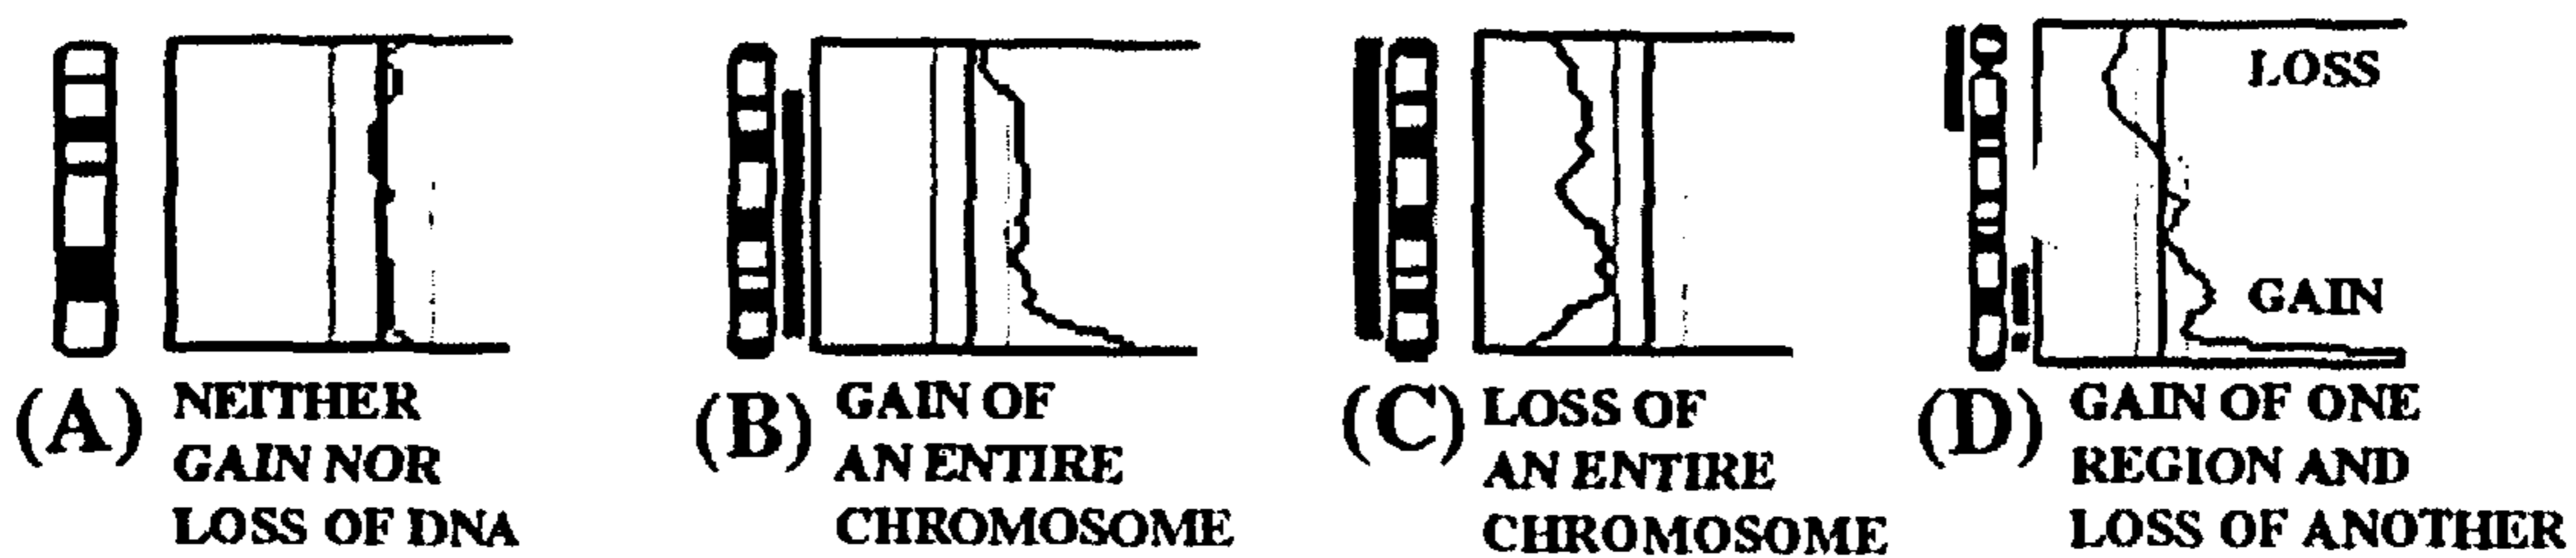 LOSS
GAIN
(A) NEITHER
GAIN NOR
LOSS OF DNA
(B) GAIN OF
AN ENTIRE
CHROMOSOME
(C) LOSS OF
AN ENTIRE
CHROMOSOME
(D) GAIN OF ONE
REGION AND
LOSS OF ANOTHER